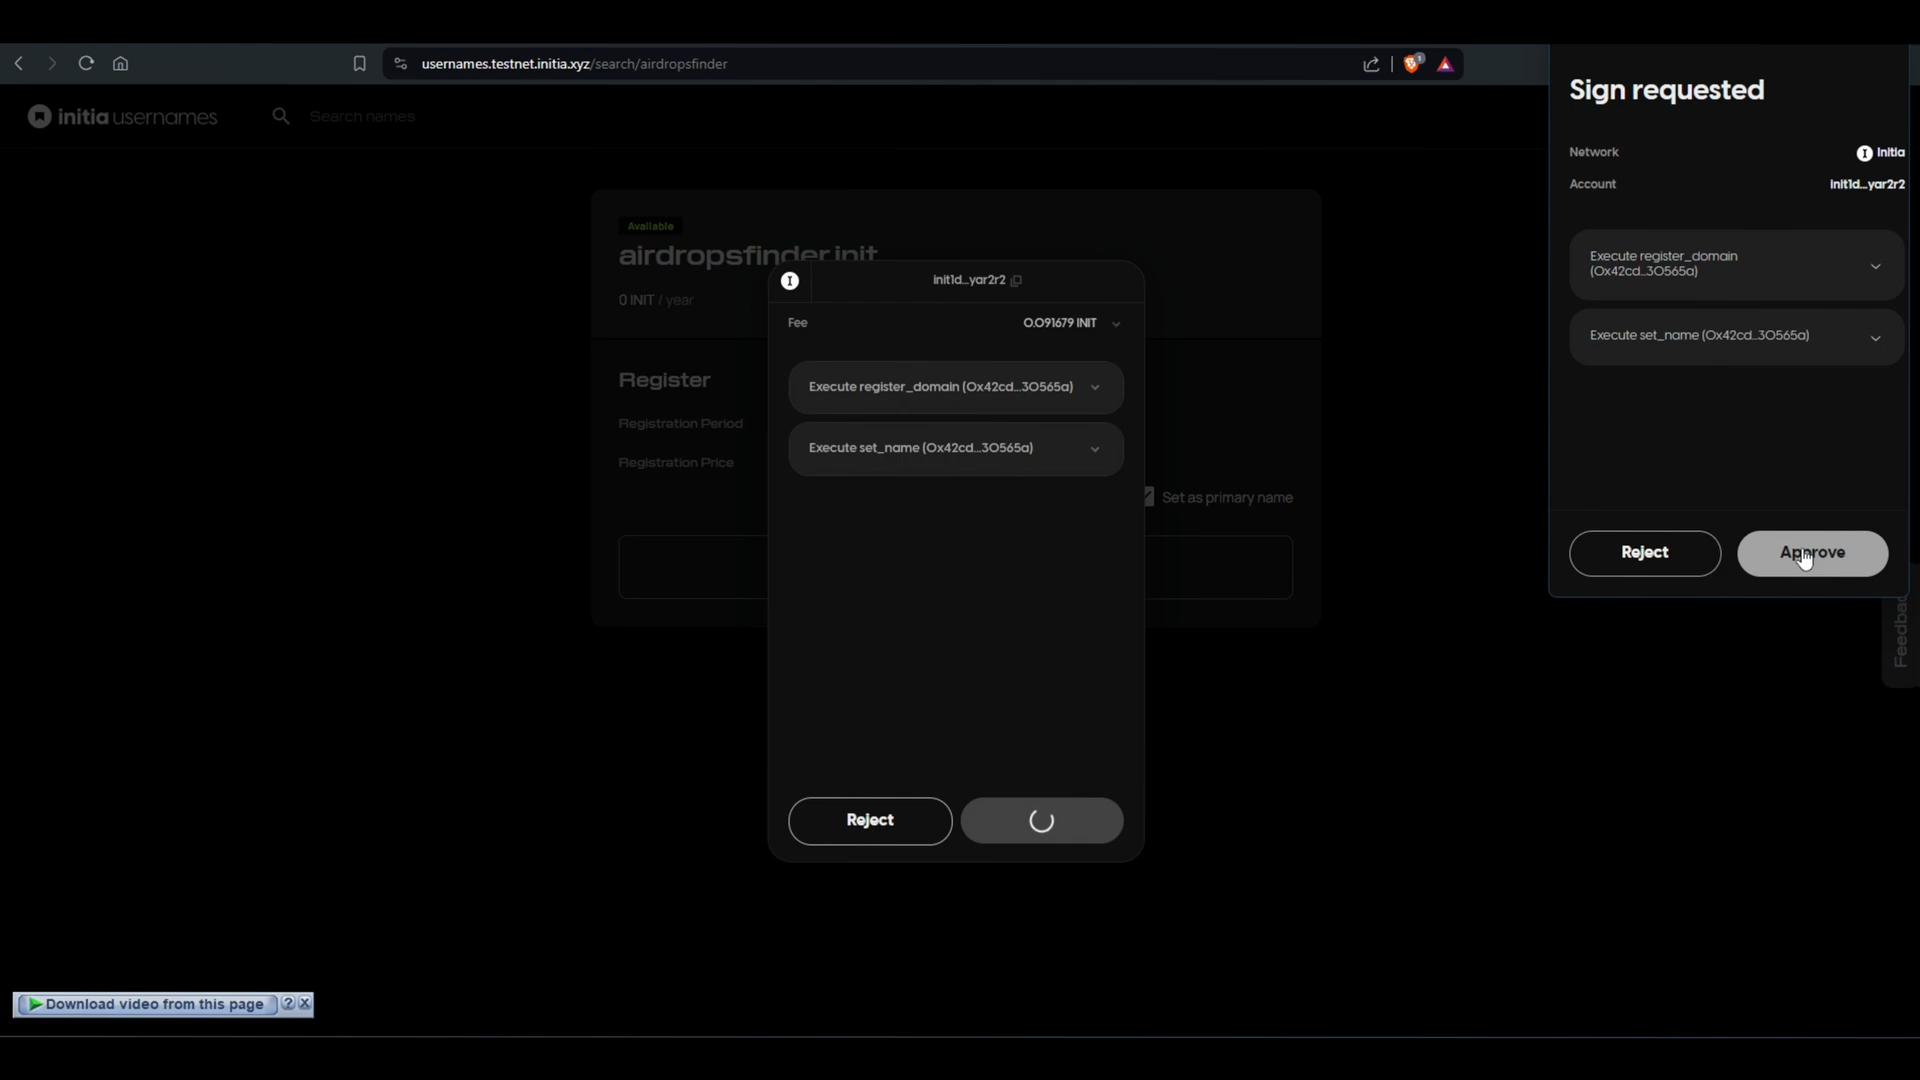 usernames.testnet.initia.xyz/search/airdropsfinder
1
initia usernames
Search names
Available
airdropsfinder.init
0 INIT / year
Register
Registration Period
Registration Price
Set as primary name
init1d...yar2r2
Fee
0.091679 INIT
Execute register_domain (0x42cd...30565a)
Execute set_name (0x42cd...30565a)
Reject
Sign requested
Network
Initia
Account
init1d...yar2r2
Execute register_domain
(0x42cd...30565a)
Execute set_name (0x42cd...30565a)
Reject
Approve
Download video from this page